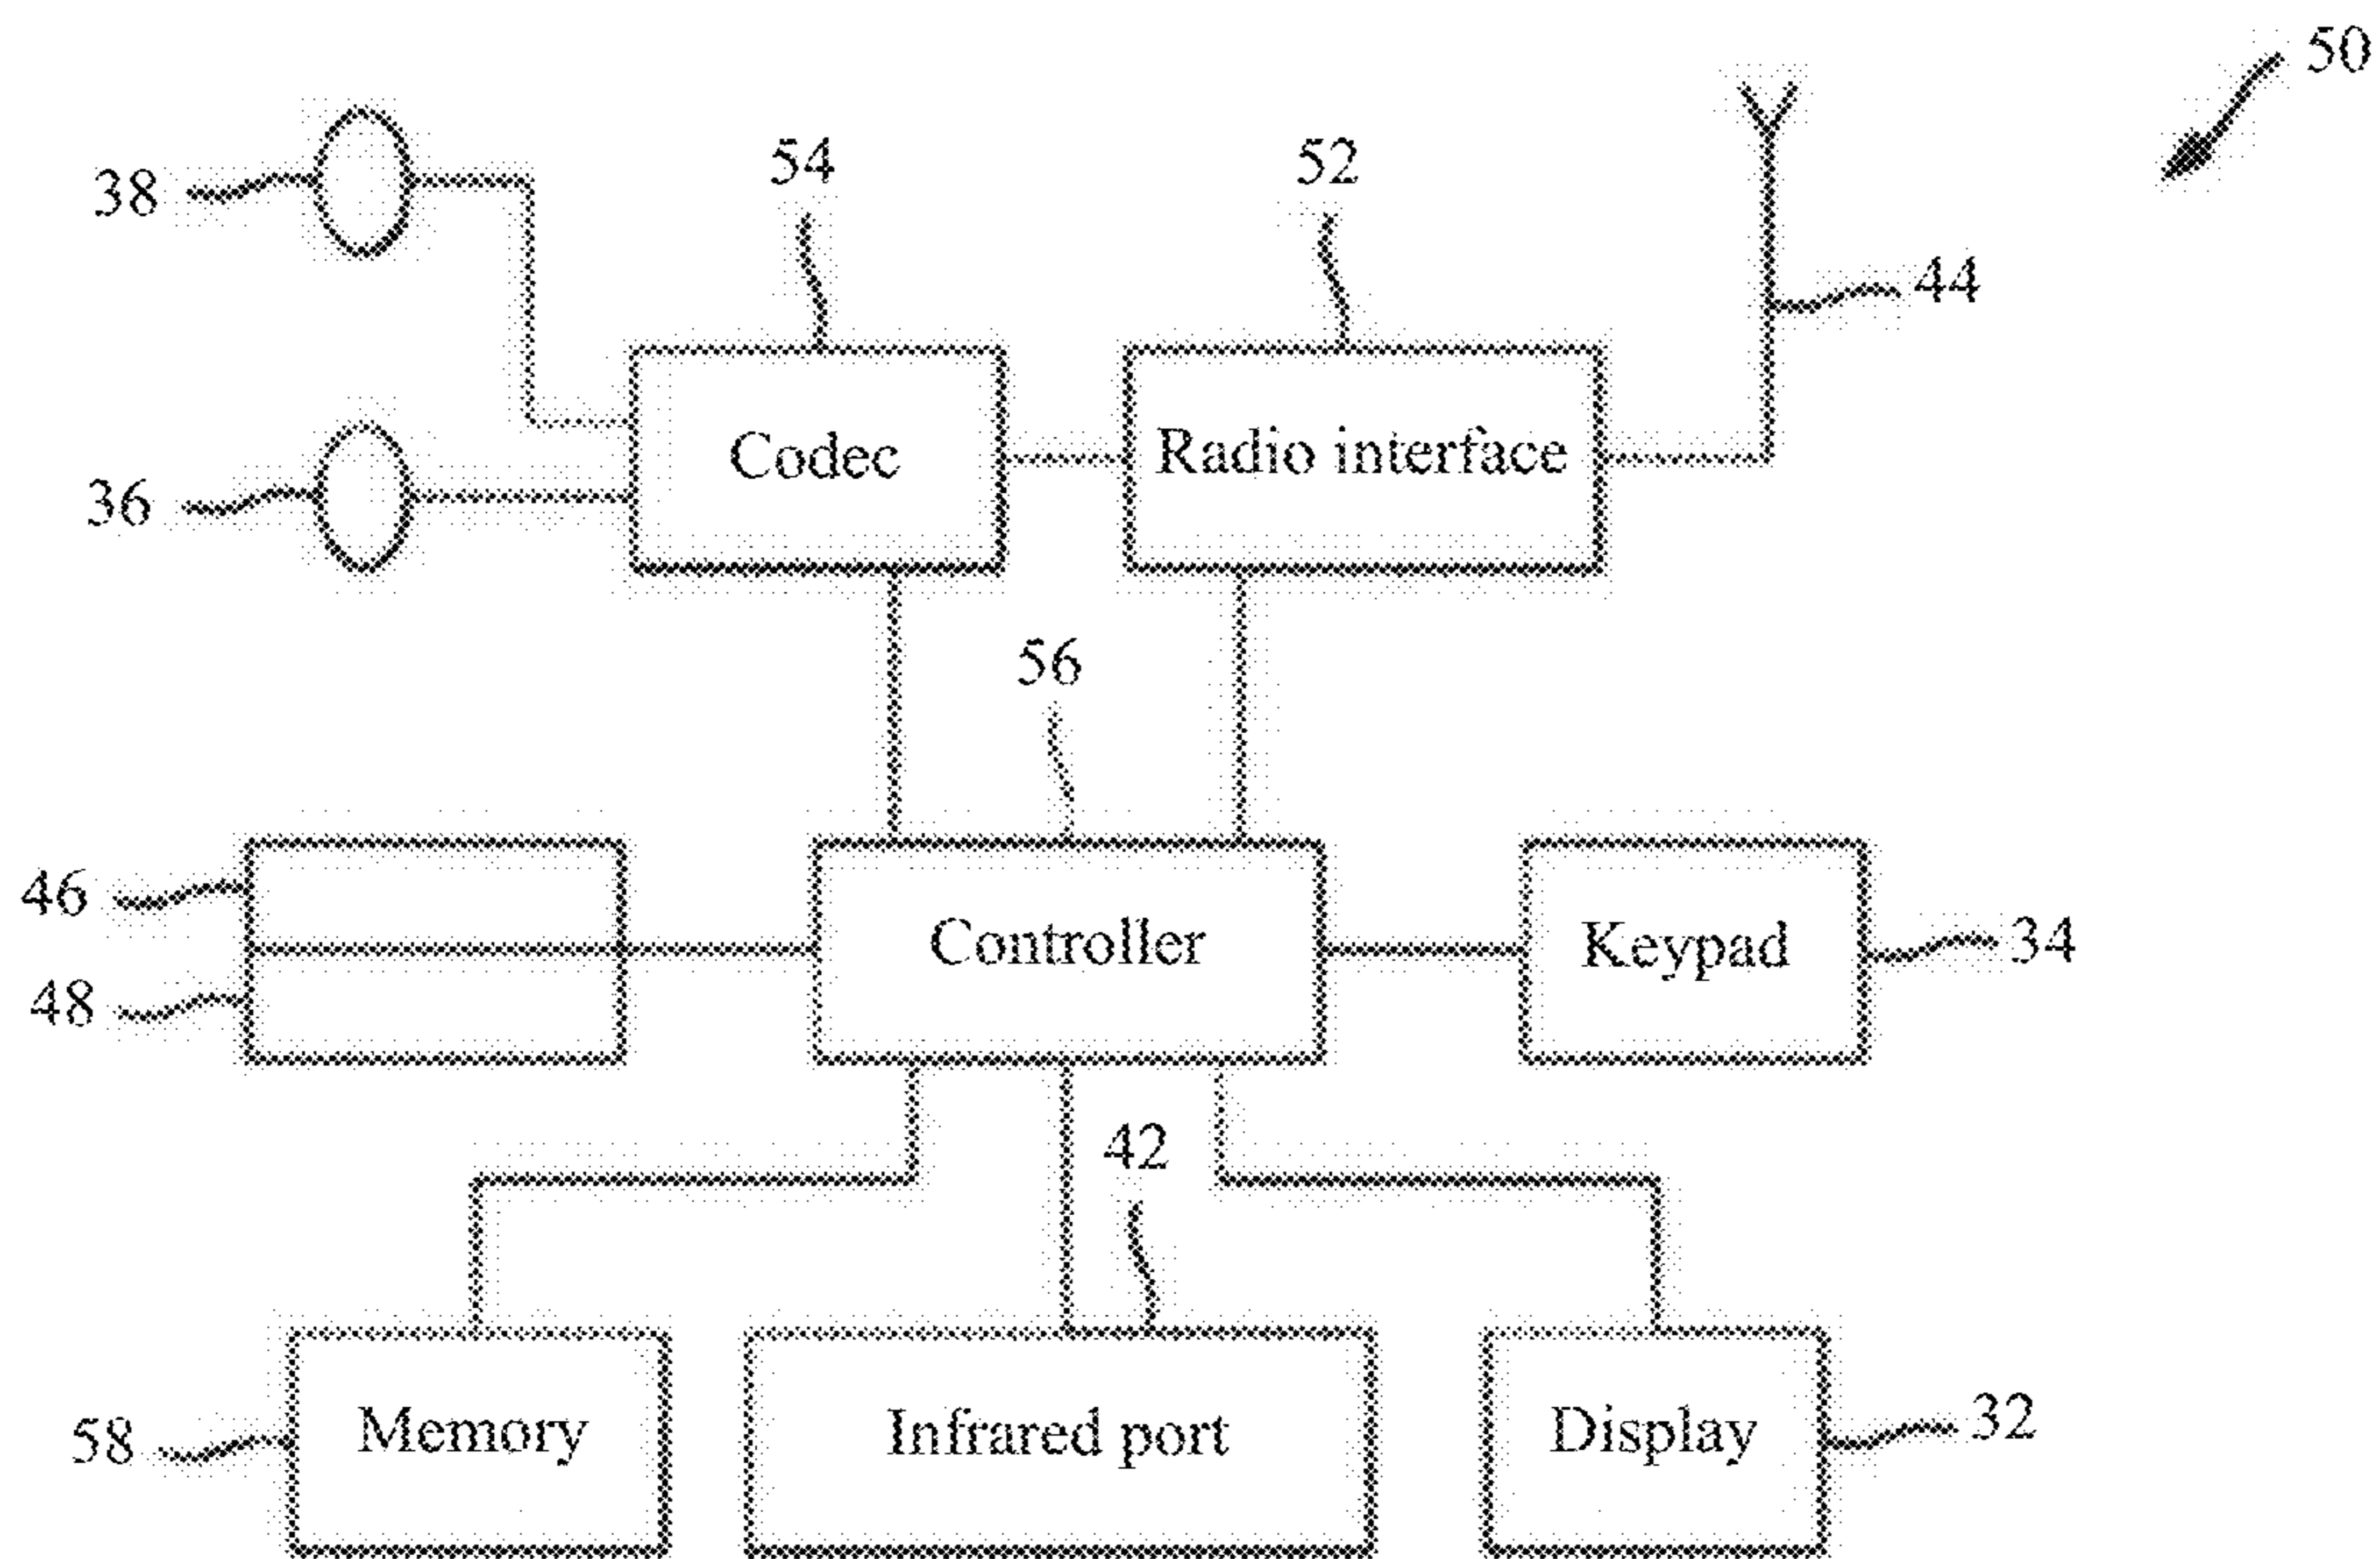 50
54
52
38
44
Codec
Radio interface
36
56
46
Controller
Keypad
34
48
42
Memory
Infrared port
Display
32
58